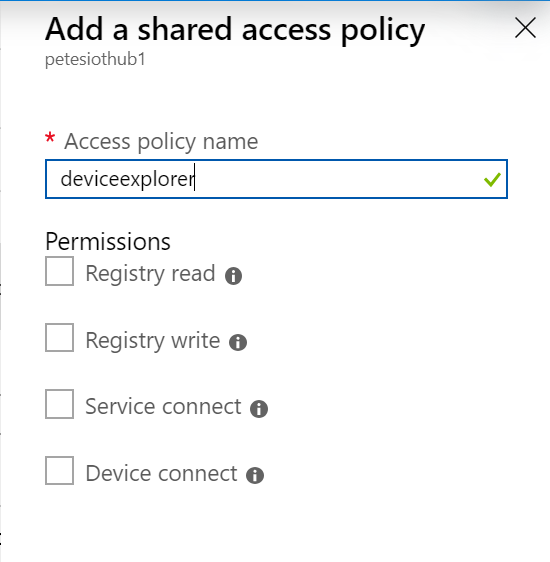 Add a shared access policy
petesiothub1
* Access policy name
deviceexplorer
Permissions
Registry read
Registry write
Service connect
Device connect